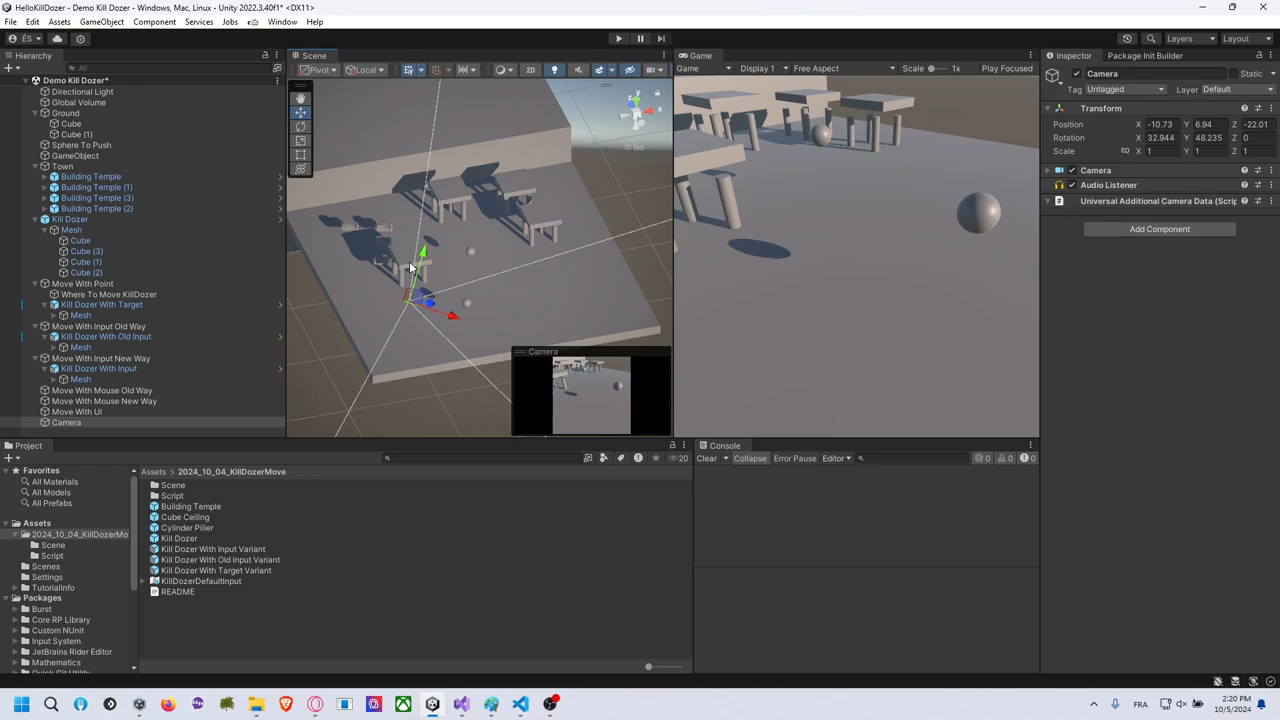 HelloKillDozer - Demo Kill Dozer - Windows, Mac, Linux - Unity 2022.3.40f1* <DX11>
File Edit Assets GameObject Component Services Jobs Window Help
ÉS Layers Layout
Hierarchy
All
Demo Kill Dozer*
Directional Light
Global Volume
Ground
Cube
Cube (1)
Sphere To Push
GameObject
Town
Building Temple
Building Temple (1)
Building Temple (3)
Building Temple (2)
Kill Dozer
Mesh
Cube
Cube (3)
Cube (1)
Cube (2)
Move With Point
Where To Move KillDozer
Kill Dozer With Target
Mesh
Move With Input Old Way
Kill Dozer With Old Input
Mesh
Move With Input New Way
Kill Dozer With Input
Mesh
Move With Mouse Old Way
Move With Mouse New Way
Move With UI
Camera
Scene
Pivot Local 2D
y
x
z
Iso
Camera
Game
Game Display 1 Free Aspect Scale 1x Play Focused
Inspector Package Init Builder
Camera Static
Tag Untagged Layer Default
Transform
Position X -10.73 Y 6.94 Z -22.01
Rotation X 32.944 Y 48.235 Z 0
Scale X 1 Y 1 Z 1
Camera
Audio Listener
Universal Additional Camera Data (Scrip
Add Component
Project
20
Favorites
All Materials
All Models
All Prefabs
Assets
2024_10_04_KillDozerMo
Scene
Script
Scenes
Settings
TutorialInfo
Packages
Burst
Core RP Library
Custom NUnit
Input System
JetBrains Rider Editor
Mathematics
Assets > 2024_10_04_KillDozerMove
Scene
Script
Building Temple
Cube Ceiling
Cylinder Pilier
Kill Dozer
Kill Dozer With Input Variant
Kill Dozer With Old Input Variant
Kill Dozer With Target Variant
KillDozerDefaultInput
README
Console
Clear Collapse Error Pause Editor 0 0 0
FRA 2:20 PM
10/5/2024